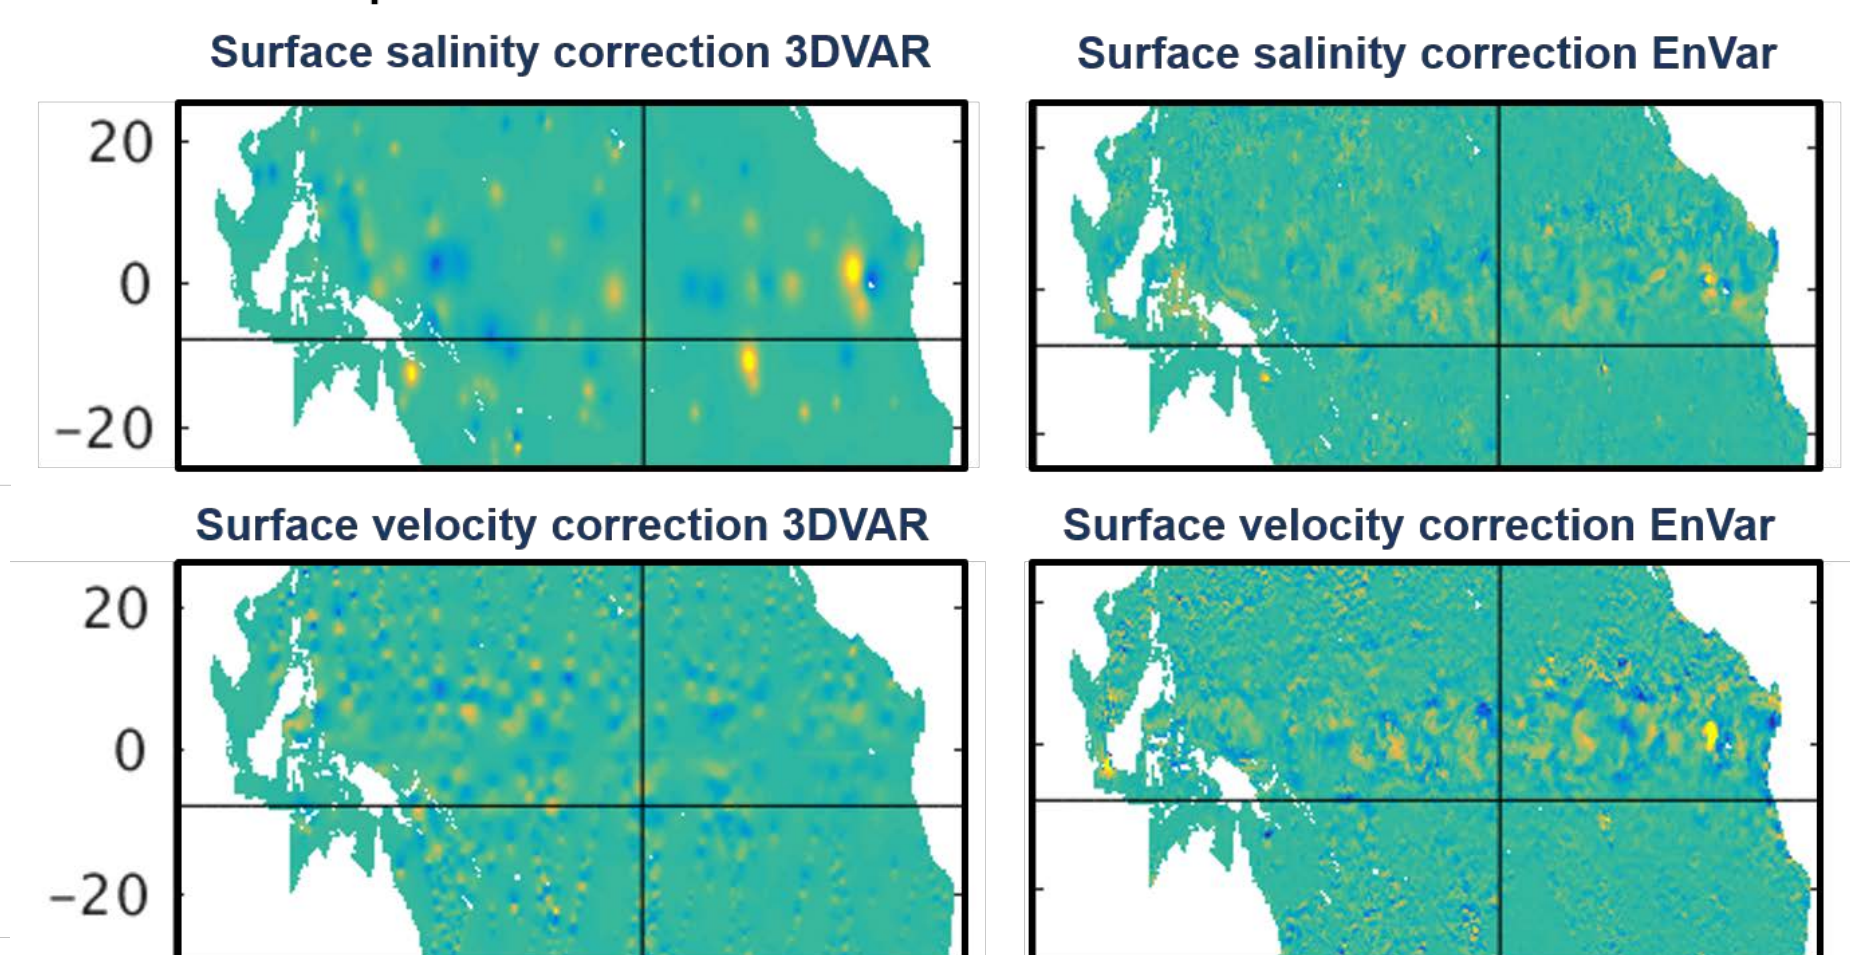 Surface salinity correction 3DVAR
Surface salinity correction EnVar
20
0
−20
Surface velocity correction 3DVAR
Surface velocity correction EnVar
20
0
−20